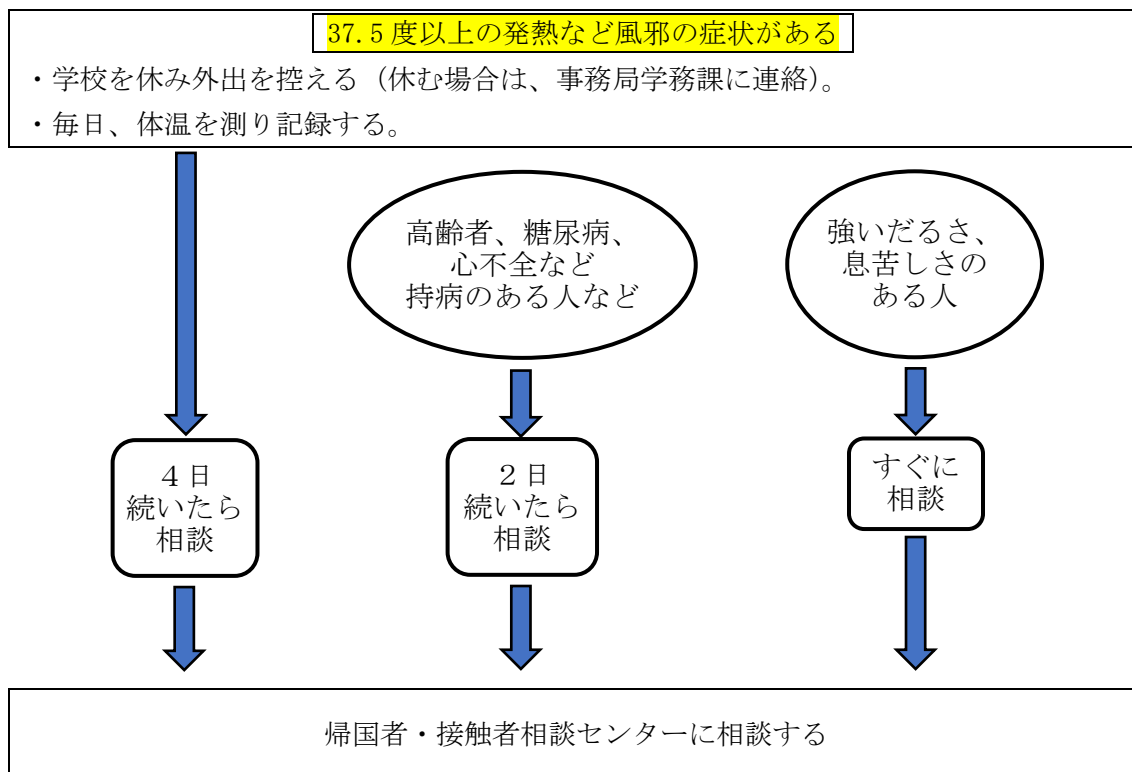 37.5度以上の発熱など風邪の症状がある
・学校を休み外出を控える（休む場合は、事務局学務課に連絡）。
・毎日、体温を測り記録する。
高齢者、糖尿病、
心不全など
持病のある人など
強いだるさ、
息苦しさの
ある人
４日
続いたら
相談
２日
続いたら
相談
すぐに
相談
帰国者・接触者相談センターに相談する